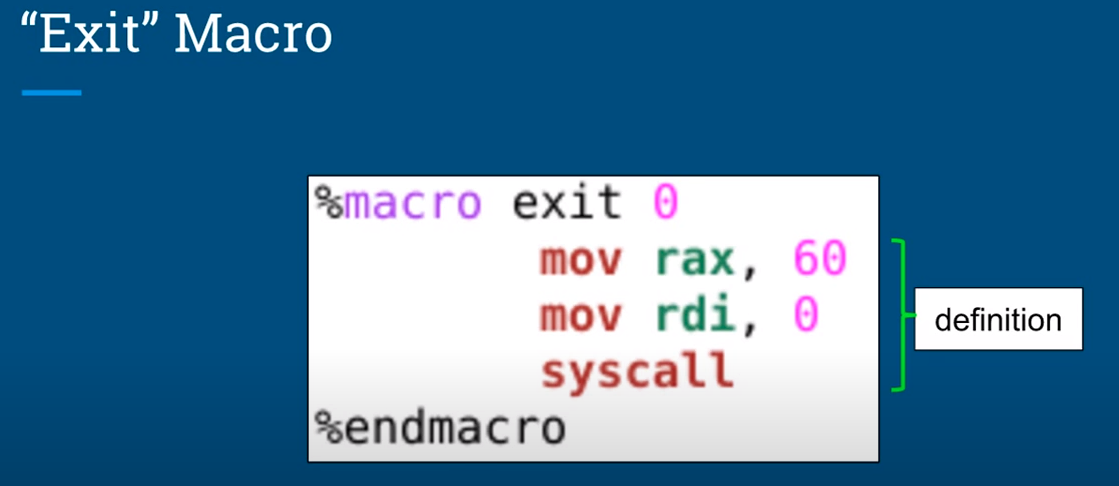 “Exit” Macro
%macro exit 0
mov rax, 60
mov rdi, 0
syscall
%endmacro
definition